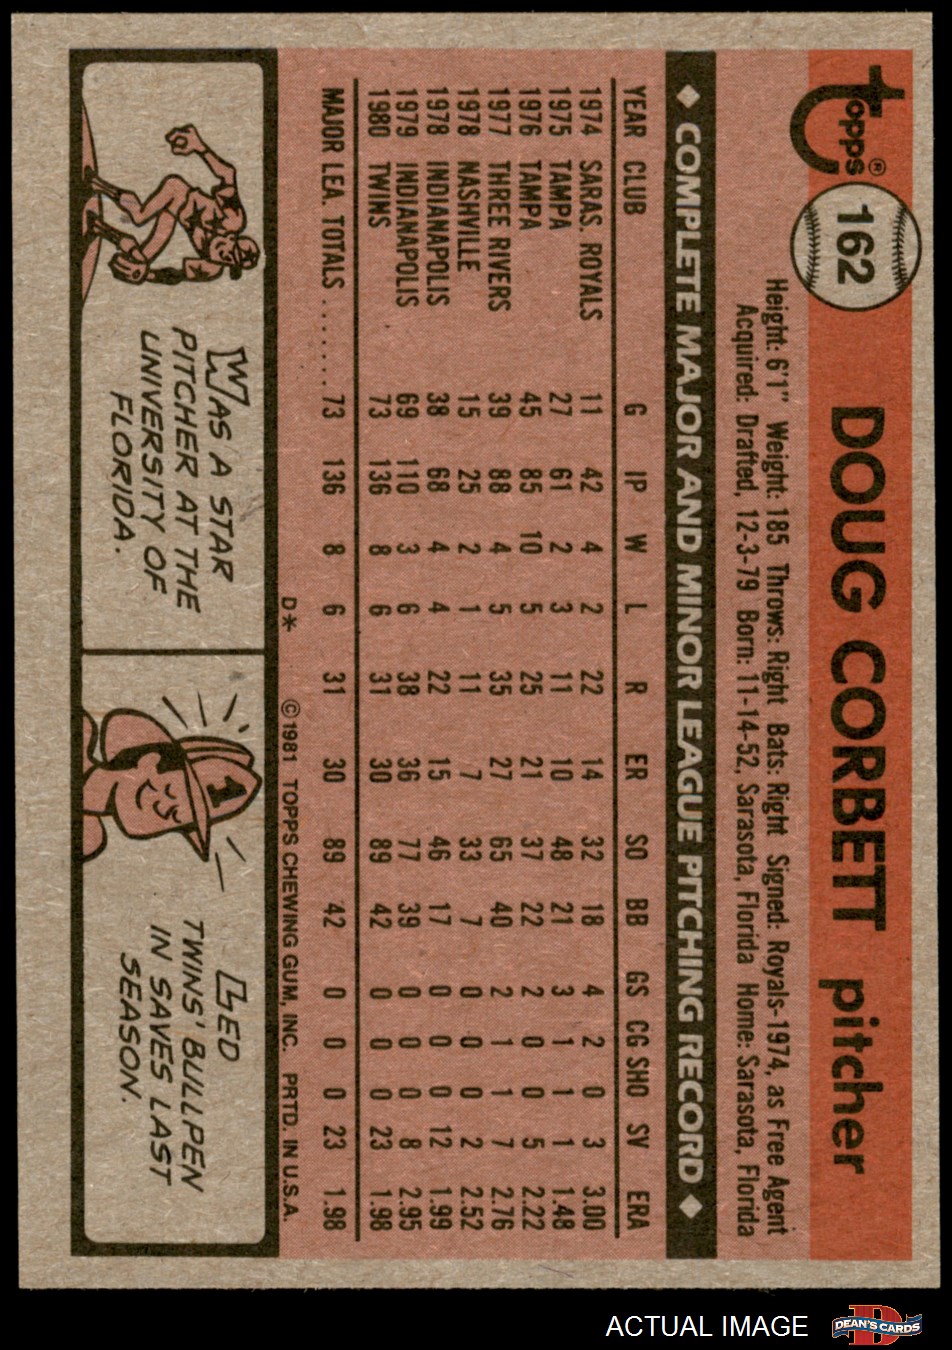 topps®
162
DOUG CORBETT pitcher
Height: 6'1" Weight: 185 Throws: Right Bats: Right Signed: Royals-1974, as Free Agent
Acquired: Drafted, 12-3-79 Born: 11-14-52, Sarasota, Florida Home: Sarasota, Florida
◆ COMPLETE MAJOR AND MINOR LEAGUE PITCHING RECORD ◆
YEAR CLUB G IP W L R ER SO BB GS CG SHO SV ERA
1974 SARAS. ROYALS 11 42 4 2 22 14 32 18 4 2 0 3 3.00
1975 TAMPA 27 61 2 3 11 10 48 21 3 1 1 1 1.48
1976 TAMPA 45 85 10 5 25 21 37 22 2 0 0 5 2.22
1977 THREE RIVERS 39 88 4 5 35 27 65 40 2 1 1 7 2.76
1978 NASHVILLE 15 25 2 1 11 7 33 7 0 0 0 2 2.52
1978 INDIANAPOLIS 38 68 4 4 22 15 46 17 0 0 0 12 1.99
1979 INDIANAPOLIS 69 110 3 6 38 36 77 39 0 0 0 8 2.95
1980 TWINS 73 136 8 6 31 30 89 42 0 0 0 23 1.98
MAJOR LEA. TOTALS ....... 73 136 8 6 31 30 89 42 0 0 0 23 1.98
D* © 1981 TOPPS CHEWING GUM, INC. PRTD. IN U.S.A.
WAS A STAR
PITCHER AT THE
UNIVERSITY OF
FLORIDA.
1
LED
TWINS' BULLPEN
IN SAVES LAST
SEASON.
ACTUAL IMAGE
D
DEAN'S CARDS